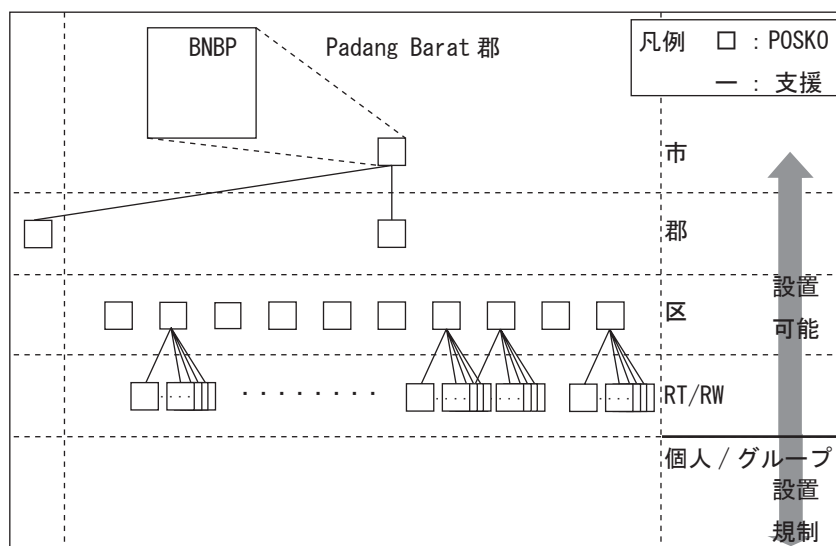 BNBP
Padang Barat 郡
凡例 □ : POSKO
― : 支援
市
郡
区
設置
可能
RT/RW
個人 / グループ
設置
規制